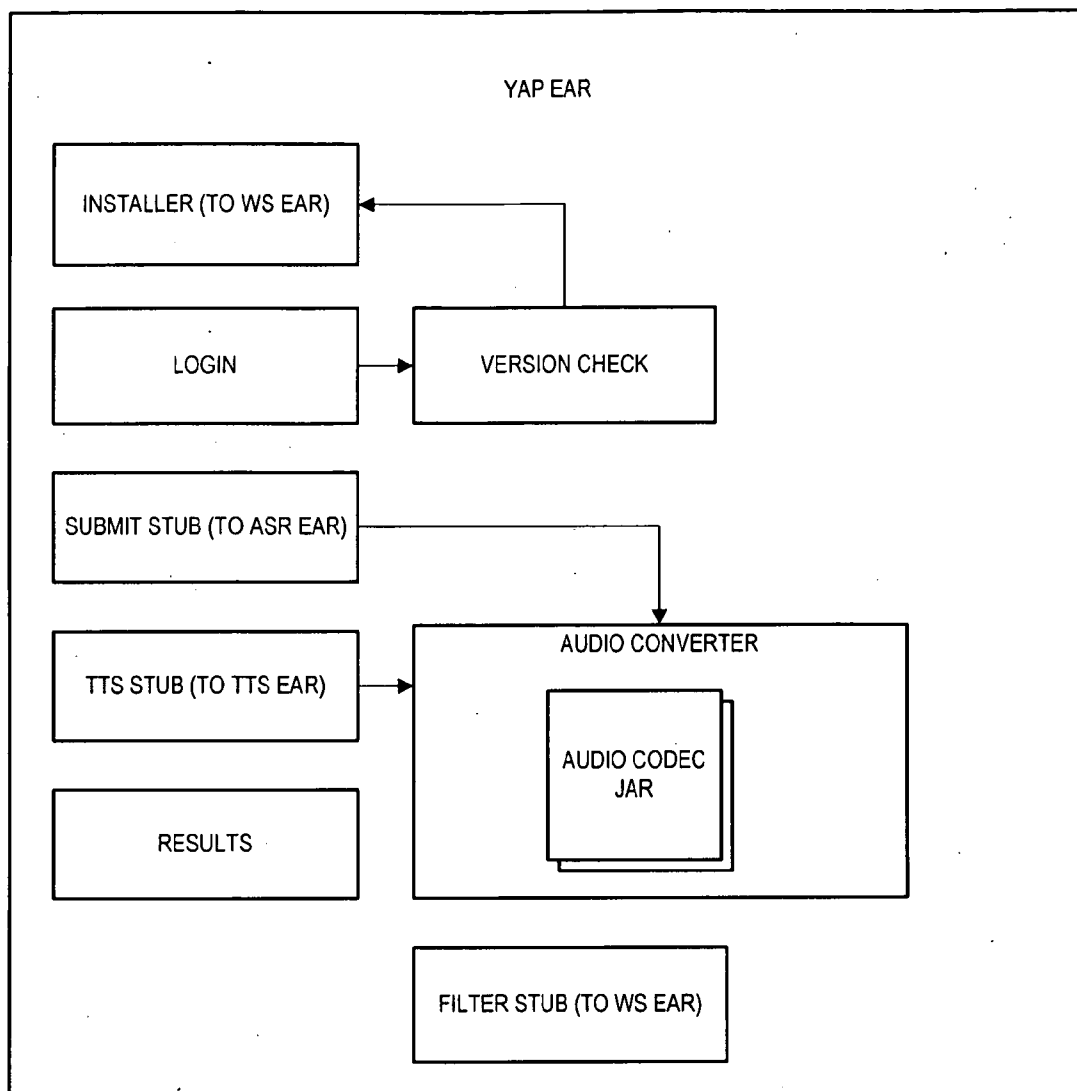 YAP EAR
INSTALLER (TO WS EAR)
LOGIN
VERSION CHECK
SUBMIT STUB (TO ASR EAR)
AUDIO CONVERTER
TTS STUB (TO TTS EAR)
AUDIO CODEC
JAR
RESULTS
FILTER STUB (TO WS EAR)